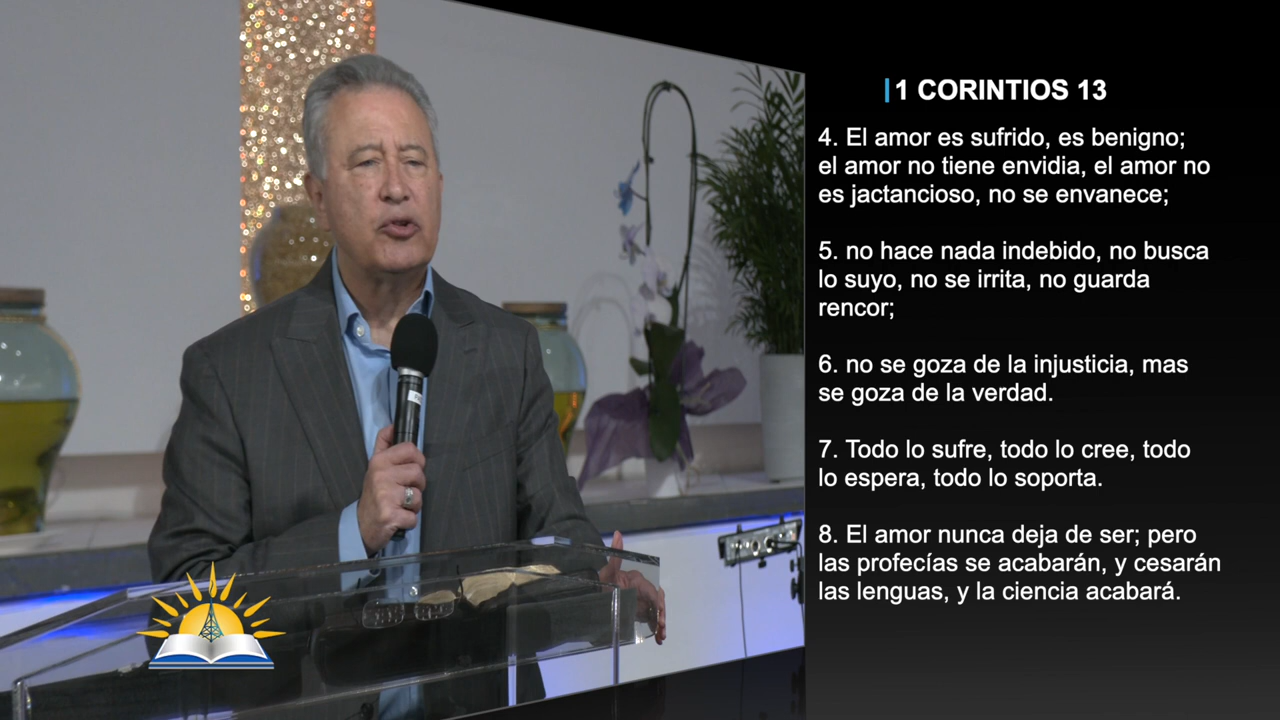 1 CORINTIOS 13
4. El amor es sufrido, es benigno;
el amor no tiene envidia, el amor no
es jactancioso, no se envanece;
5. no hace nada indebido, no busca
lo suyo, no se irrita, no guarda
rencor;
6. no se goza de la injusticia, mas
se goza de la verdad.
7. Todo lo sufre, todo lo cree, todo
lo espera, todo lo soporta.
8. El amor nunca deja de ser; pero
las profecías se acabarán, y cesarán
las lenguas, y la ciencia acabará.